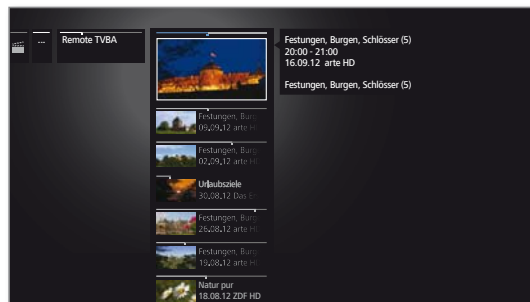 ...
Remote TVBA
Festungen, Burgen, Schlösser (5)
20:00 - 21:00
16.09.12 arte HD
Festungen, Burgen, Schlösser (5)
Festungen, Burg
09.09.12 arte HD
Festungen, Burg
02.09.12 arte HD
Urlaubsziele
30.08.12 Das Er
Festungen, Burg
26.08.12 arte HD
Festungen, Burg
19.08.12 arte HD
Natur pur
18.08.12 ZDF HD